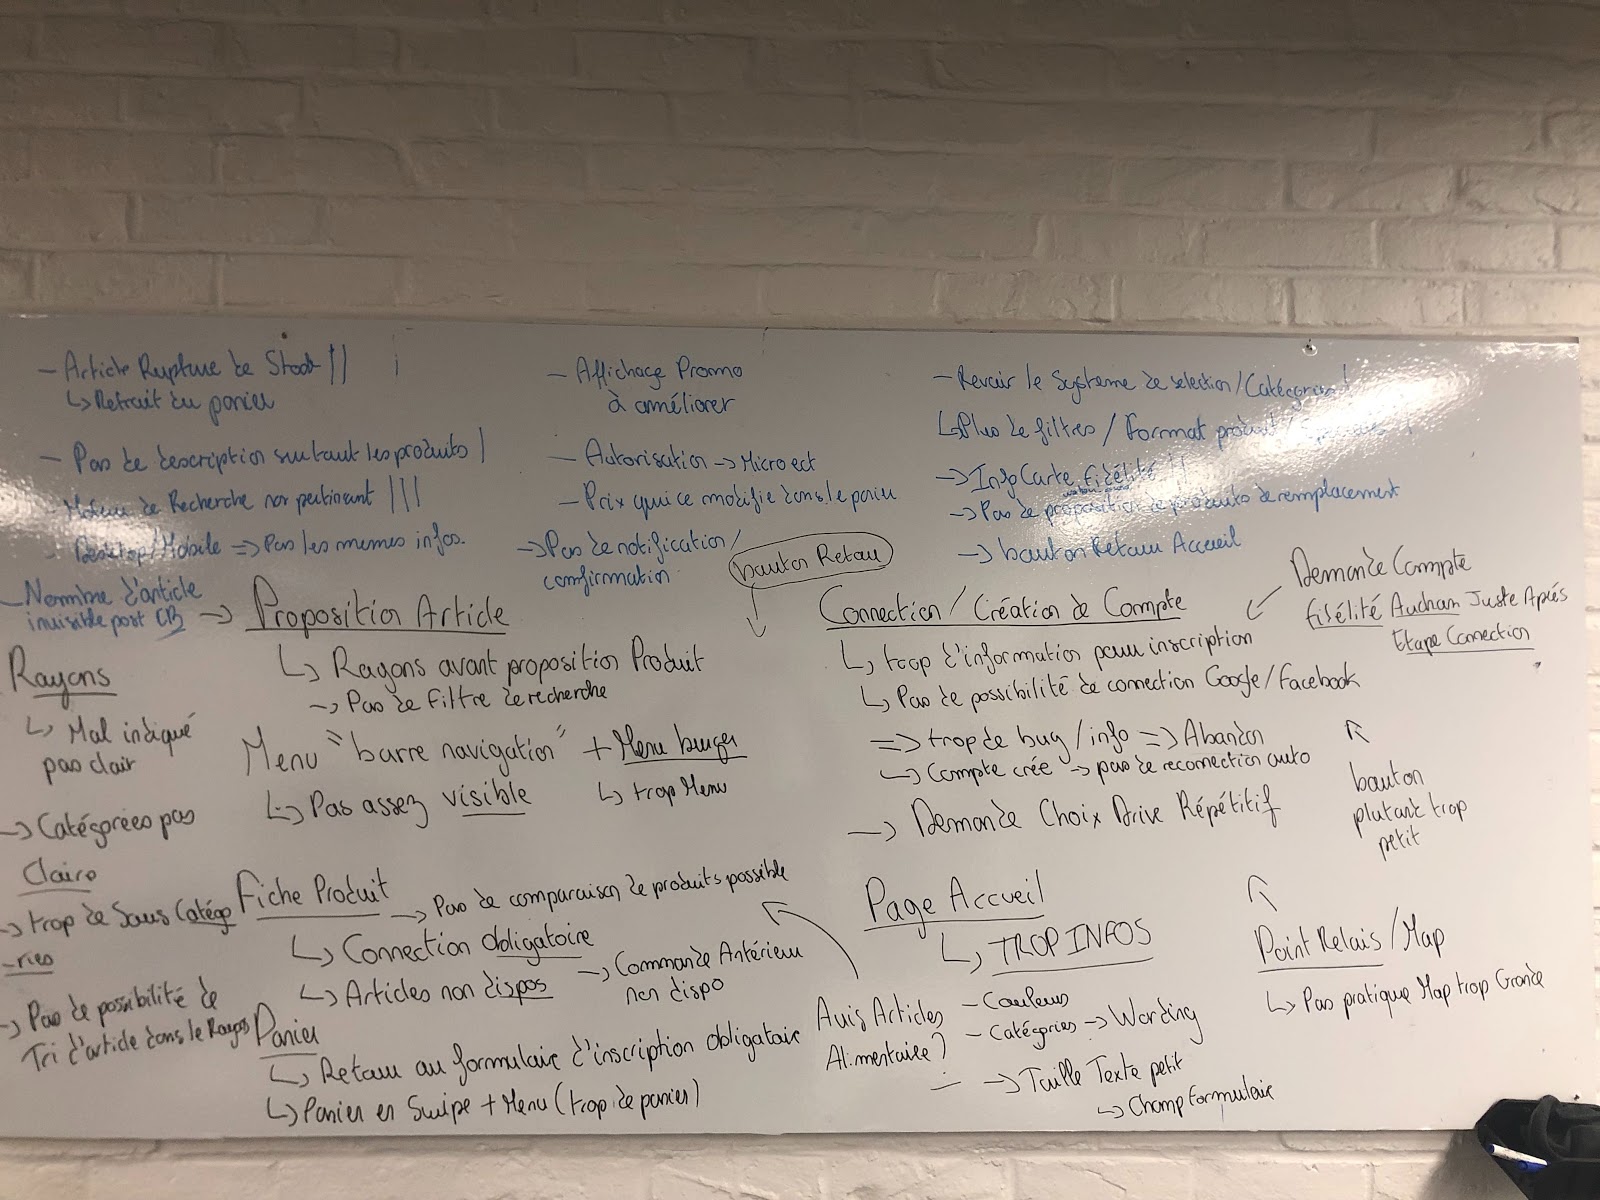 - Article Rupture de Stock ||
↳ Retrait du panier
- Pas de description surtout les produits |
- Moteur de Recherche non pertinent |||
- Desktop/Mobile => Pas les memes infos.
- Nombre d'article
invisible post CB
- Affichage Promo
à améliorer
- Autorisation -> Micro ect
- Prix qui ce modifie dans le panier
-> Pas de notification/
confirmation
- Revoir le Système de selection/Catégories !
↳ Plus de filtres / Format produit /
-> Info Carte fidélité !!
-> Pas de proposition de produits de remplacement
-> bouton Retour Accueil
bouton Retour
-> Proposition Article
↳ Rayons avant proposition Produit
-> Pas de filtre de recherche
Menu "barre navigation" + Menu burger
↳ Pas assez visible
↳ trop Menu
Rayons
↳ Mal indiqué
pas clair
-> Catégorees pas
Claire
-> trop de Sous Catégo
-ries
-> Pas de possibilité de
Tri d'article dans le Rayons
Fiche Produit
-> Pas de comparaison de produits possible
↳ Connection obligatoire
↳ Articles non dispos
-> Commande Antérieur
non dispo
Panier
↳ Retour au formulaire d'inscription obligatoire
↳ Panier en Swipe + Menu (trop de panier)
Connection / Création de Compte
↳ trop d'information pour inscription
↳ Pas de possibilité de connection Google/Facebook
=> trop de bug/info => Abandon
↳ Compte crée -> pas de reconnection auto
-> Demande Choix Drive Répétitif
Demande Compte
fidélité Auchan Juste Aprés
Etape Connection
bouton
plutard trop
petit
Page Accueil
↳ TROP INFOS
- Couleurs
- Catégories -> Wording
-> Taille Texte petit
↳ Champ Formulaire
Avis Articles
Alimentaire ?
Point Relais / Map
↳ Pas pratique Map trop Grande